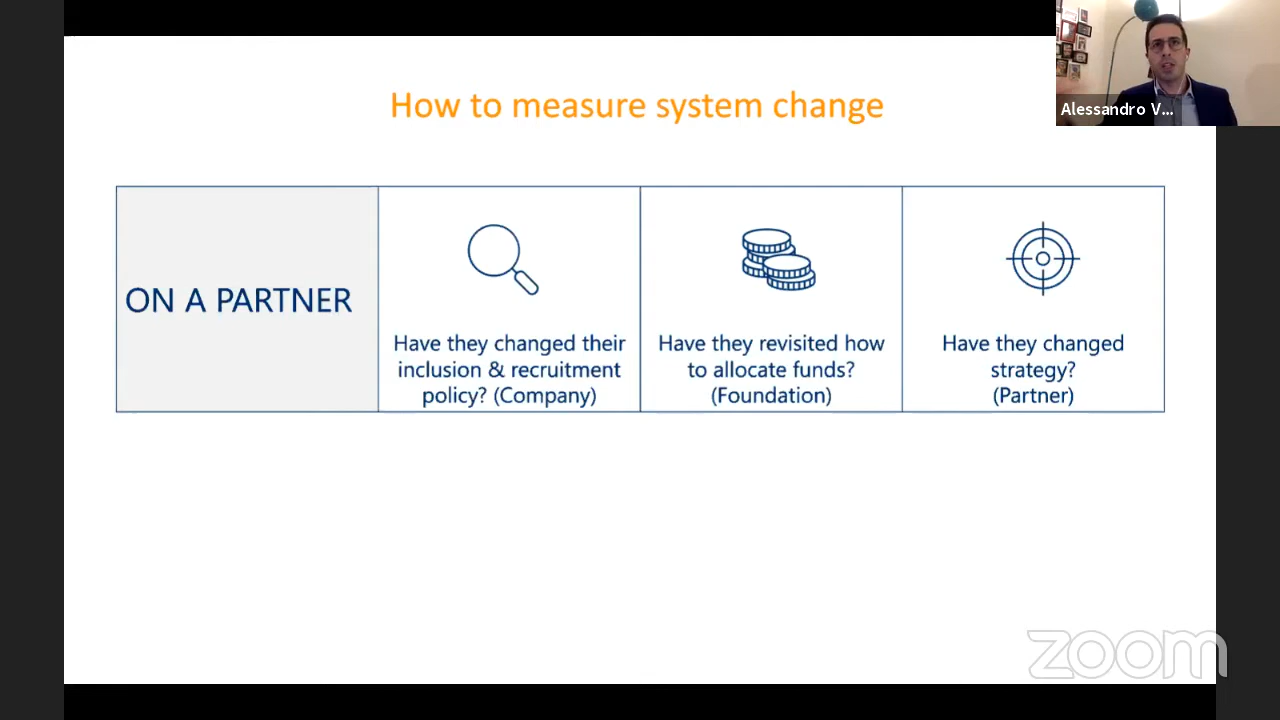 How to measure system change
Alessandro V...
ON A PARTNER
Have they changed their
inclusion & recruitment
policy? (Company)
Have they revisited how
to allocate funds?
(Foundation)
Have they changed
strategy?
(Partner)
zoom